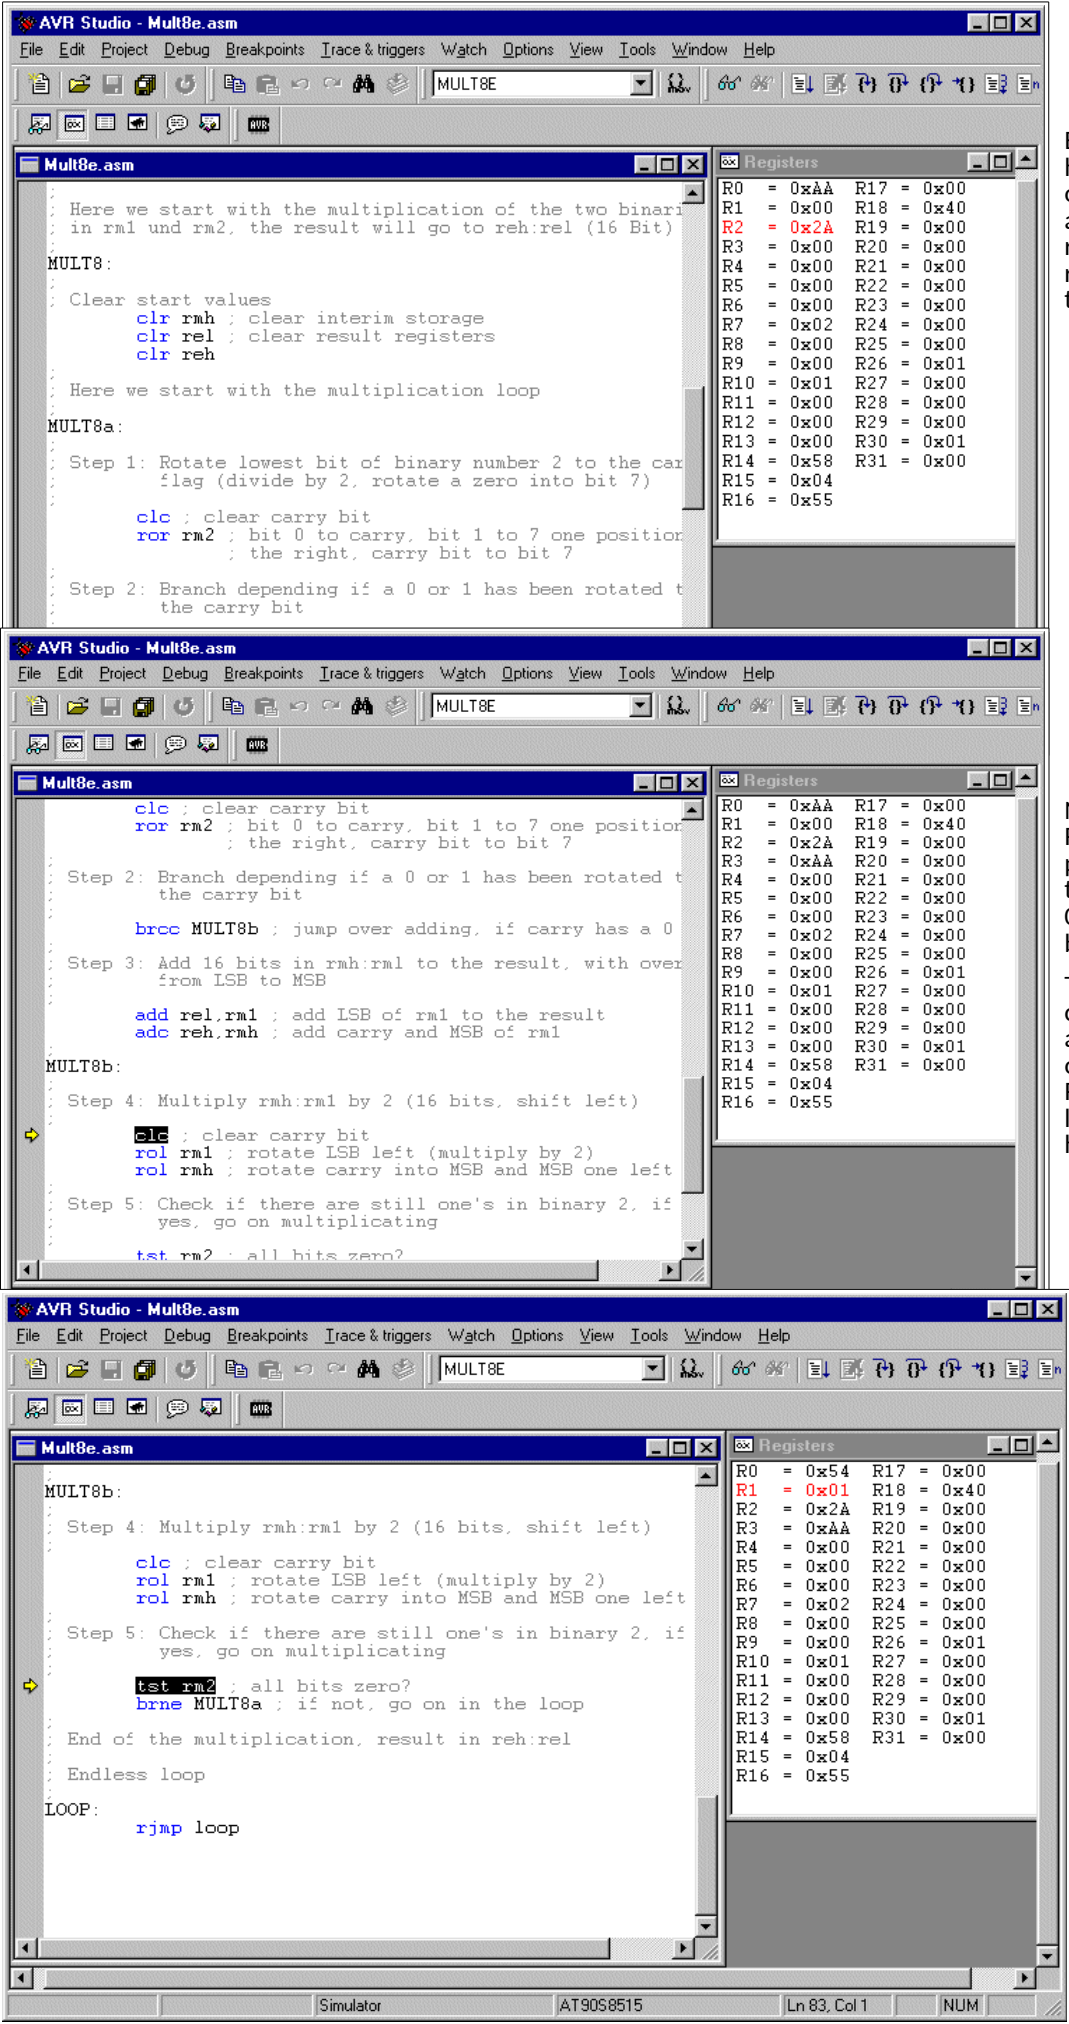 AVR Studio - Mult8e.asm
File Edit Project Debug Breakpoints Trace & triggers Watch Options View Tools Window Help
MULT8E
AVR
Mult8e.asm
;
; Here we start with the multiplication of the two binari
; in rm1 und rm2, the result will go to reh:rel (16 Bit)
;
MULT8:
;
; Clear start values
clr rmh ; clear interim storage
clr rel ; clear result registers
clr reh
;
; Here we start with the multiplication loop
;
MULT8a:
;
; Step 1: Rotate lowest bit of binary number 2 to the car
; flag (divide by 2, rotate a zero into bit 7)
;
clc ; clear carry bit
ror rm2 ; bit 0 to carry, bit 1 to 7 one position
; the right, carry bit to bit 7
;
; Step 2: Branch depending if a 0 or 1 has been rotated t
; the carry bit
Registers
R0 = 0xAA R17 = 0x00
R1 = 0x00 R18 = 0x40
R2 = 0x2A R19 = 0x00
R3 = 0x00 R20 = 0x00
R4 = 0x00 R21 = 0x00
R5 = 0x00 R22 = 0x00
R6 = 0x00 R23 = 0x00
R7 = 0x02 R24 = 0x00
R8 = 0x00 R25 = 0x00
R9 = 0x00 R26 = 0x01
R10 = 0x01 R27 = 0x00
R11 = 0x00 R28 = 0x00
R12 = 0x00 R29 = 0x00
R13 = 0x00 R30 = 0x01
R14 = 0x58 R31 = 0x00
R15 = 0x04
R16 = 0x55
AVR Studio - Mult8e.asm
File Edit Project Debug Breakpoints Trace & triggers Watch Options View Tools Window Help
MULT8E
AVR
Mult8e.asm
clc ; clear carry bit
ror rm2 ; bit 0 to carry, bit 1 to 7 one position
; the right, carry bit to bit 7
;
; Step 2: Branch depending if a 0 or 1 has been rotated t
; the carry bit
;
brcc MULT8b ; jump over adding, if carry has a 0
;
; Step 3: Add 16 bits in rmh:rml to the result, with over
; from LSB to MSB
;
add rel,rm1 ; add LSB of rm1 to the result
adc reh,rmh ; add carry and MSB of rm1
;
MULT8b:
;
; Step 4: Multiply rmh:rm1 by 2 (16 bits, shift left)
;
clc ; clear carry bit
rol rm1 ; rotate LSB left (multiply by 2)
rol rmh ; rotate carry into MSB and MSB one left
;
; Step 5: Check if there are still one's in binary 2, if
; yes, go on multiplicating
;
tst rm2 ; all bits zero?
Registers
R0 = 0xAA R17 = 0x00
R1 = 0x00 R18 = 0x40
R2 = 0x2A R19 = 0x00
R3 = 0xAA R20 = 0x00
R4 = 0x00 R21 = 0x00
R5 = 0x00 R22 = 0x00
R6 = 0x00 R23 = 0x00
R7 = 0x02 R24 = 0x00
R8 = 0x00 R25 = 0x00
R9 = 0x00 R26 = 0x01
R10 = 0x01 R27 = 0x00
R11 = 0x00 R28 = 0x00
R12 = 0x00 R29 = 0x00
R13 = 0x00 R30 = 0x01
R14 = 0x58 R31 = 0x00
R15 = 0x04
R16 = 0x55
AVR Studio - Mult8e.asm
File Edit Project Debug Breakpoints Trace & triggers Watch Options View Tools Window Help
MULT8E
AVR
Mult8e.asm
;
MULT8b:
;
; Step 4: Multiply rmh:rm1 by 2 (16 bits, shift left)
;
clc ; clear carry bit
rol rm1 ; rotate LSB left (multiply by 2)
rol rmh ; rotate carry into MSB and MSB one left
;
; Step 5: Check if there are still one's in binary 2, if
; yes, go on multiplicating
;
tst rm2 ; all bits zero?
brne MULT8a ; if not, go on in the loop
;
; End of the multiplication, result in reh:rel
;
; Endless loop
;
LOOP:
rjmp loop
Registers
R0 = 0x54 R17 = 0x00
R1 = 0x01 R18 = 0x40
R2 = 0x2A R19 = 0x00
R3 = 0xAA R20 = 0x00
R4 = 0x00 R21 = 0x00
R5 = 0x00 R22 = 0x00
R6 = 0x00 R23 = 0x00
R7 = 0x02 R24 = 0x00
R8 = 0x00 R25 = 0x00
R9 = 0x00 R26 = 0x01
R10 = 0x01 R27 = 0x00
R11 = 0x00 R28 = 0x00
R12 = 0x00 R29 = 0x00
R13 = 0x00 R30 = 0x01
R14 = 0x58 R31 = 0x00
R15 = 0x04
R16 = 0x55
Simulator AT90S8515 Ln 83, Col 1 NUM